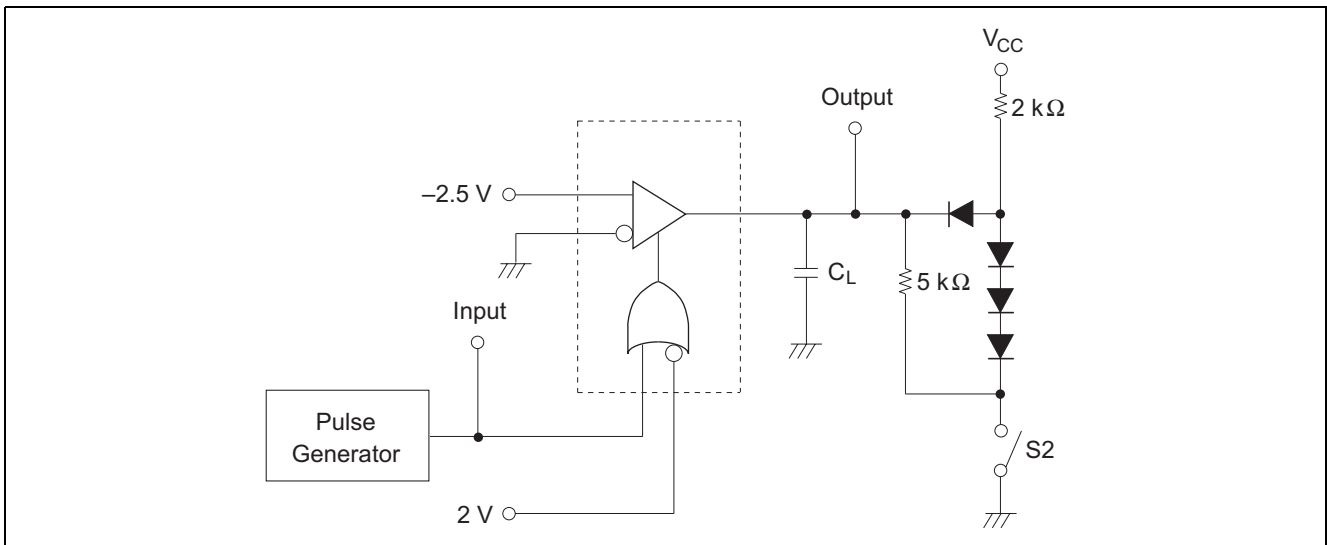 V_CC
2 kΩ
Output
–2.5 V
C_L
5 kΩ
Input
Pulse
Generator
S2
2 V